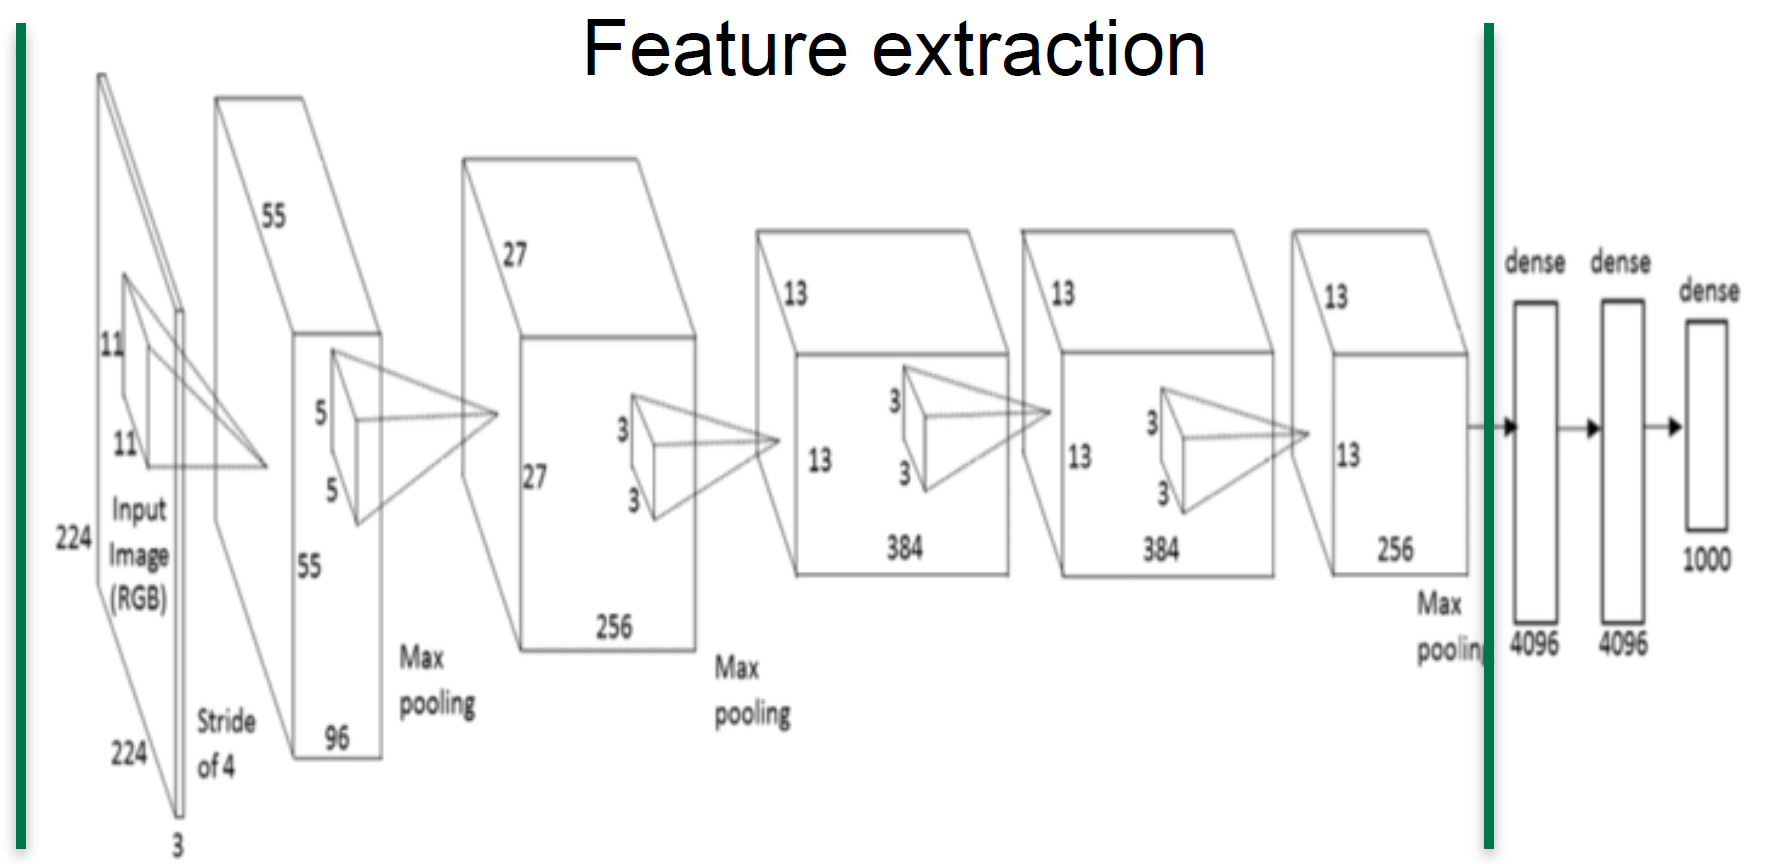 Feature extraction
11
11
224
Input
Image
(RGB)
224
3
Stride
of 4
55
5
5
55
96
Max
pooling
27
3
27
3
256
Max
pooling
13
3
13
3
384
13
3
13
3
384
13
13
256
Max
pooling
dense
4096
dense
4096
dense
1000